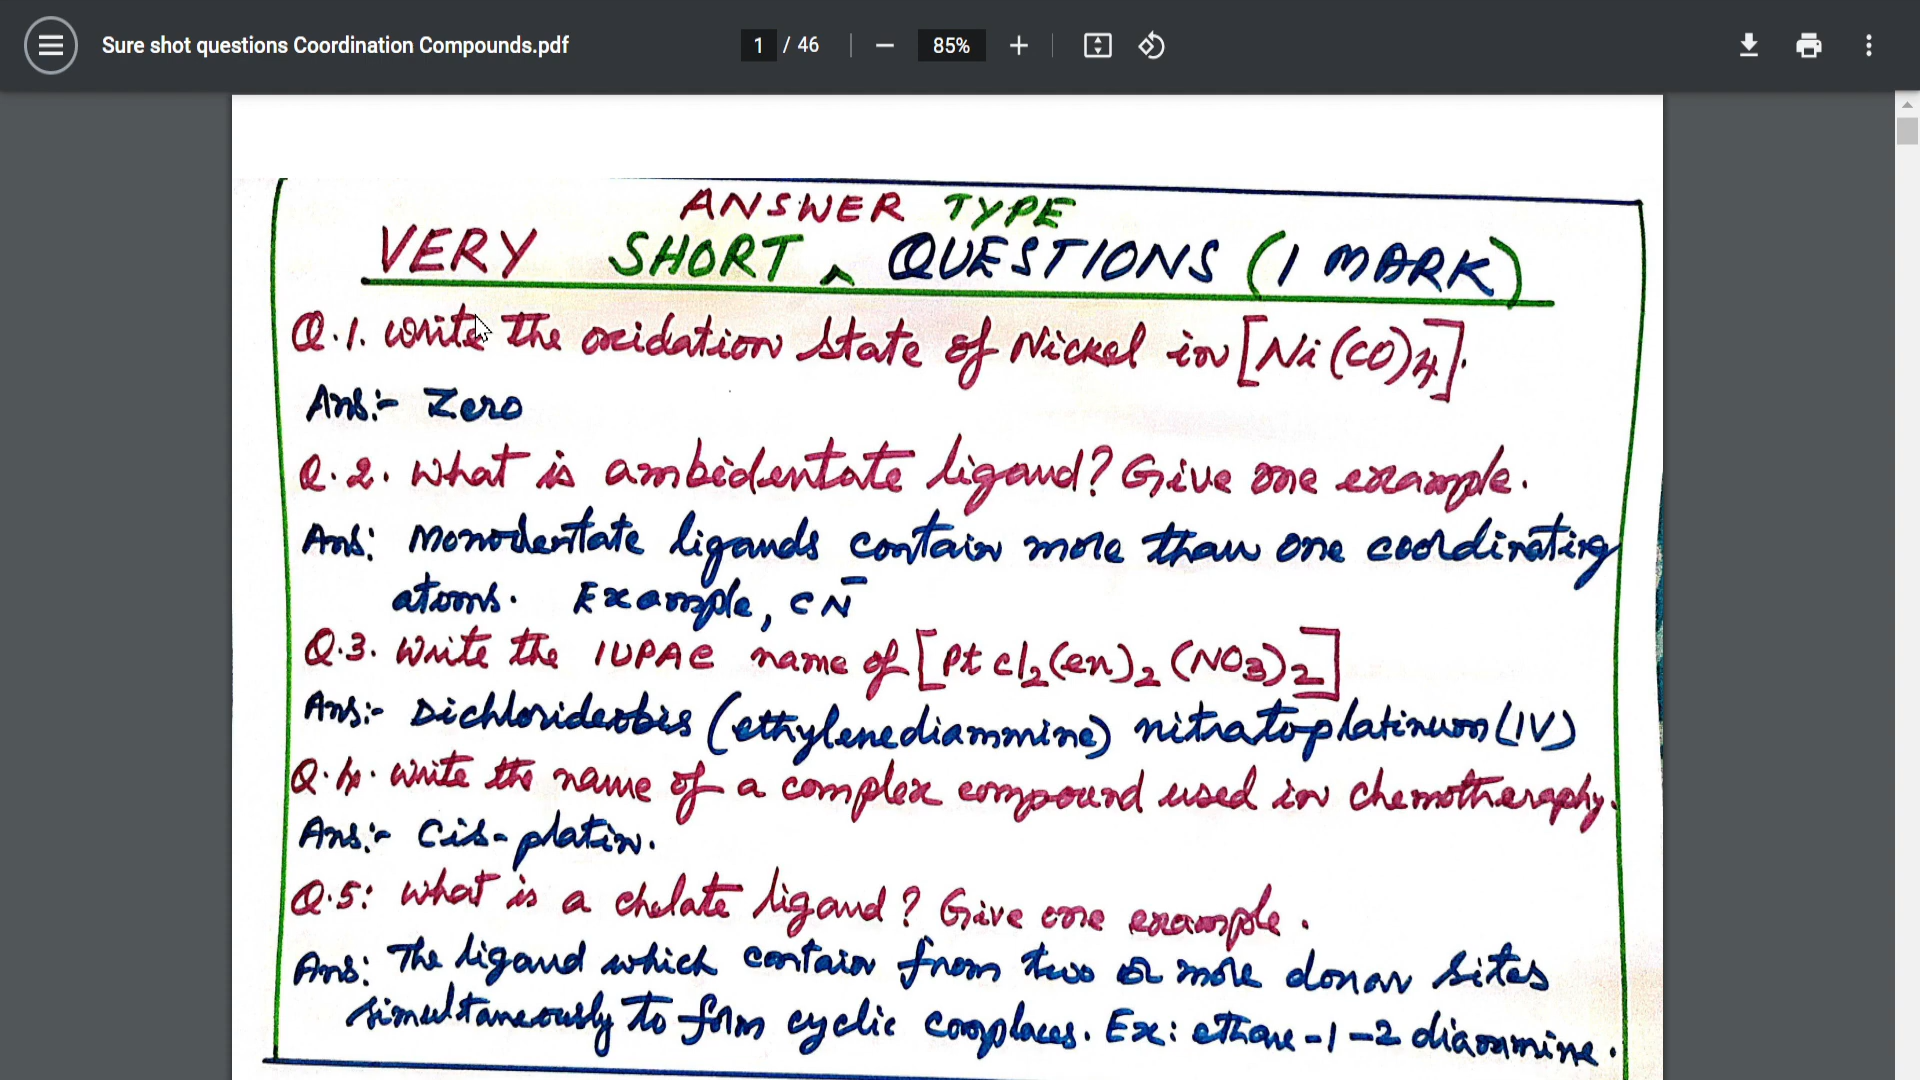 Sure shot questions Coordination Compounds.pdf
1 / 46
85%
ANSWER TYPE
VERY SHORT ^ QUESTIONS (1 MARK)
Q.1. Write the oxidation state of Nickel in [Ni(CO)4].
Ans:- Zero
Q.2. What is ambidentate ligand? Give one example.
Ans: Monodentate ligands contain more than one coordinating
atoms. Example, CN⁻
Q.3. Write the IUPAC name of [Pt Cl₂(en)₂(NO₃)₂]
Ans:- Dichloridobis (ethylenediammine) nitratoplatinum(IV)
Q.4. Write the name of a complex compound used in chemotheraphy.
Ans:- Cis-platin.
Q.5: What is a chelate ligand? Give one example.
Ans: The ligand which contain from two or more donar sites
simultaneously to form cyclic complaces. Ex: ethane-1-2 diammine.